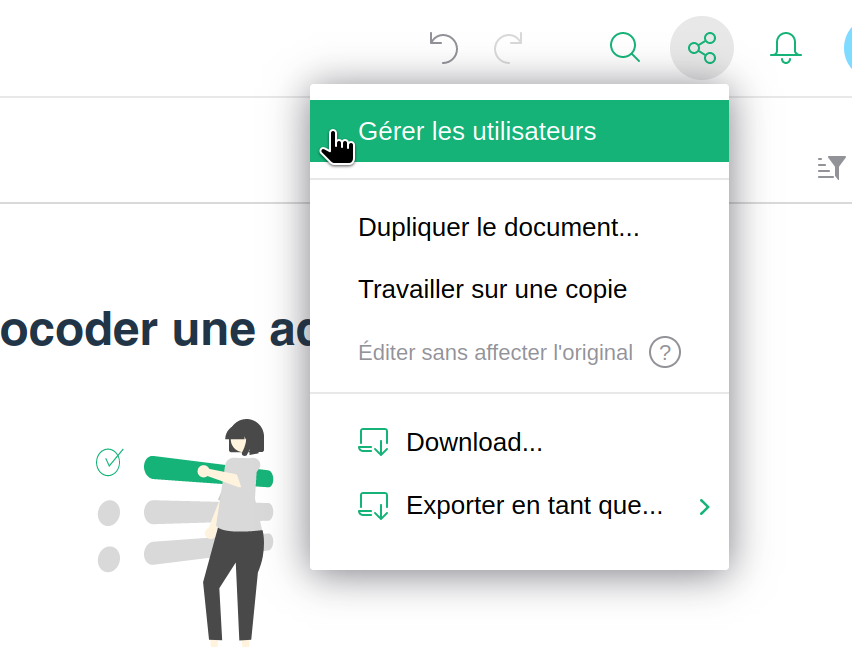 Gérer les utilisateurs
Dupliquer le document...
Travailler sur une copie
Éditer sans affecter l'original ?
ocoder une ac
Download...
Exporter en tant que...